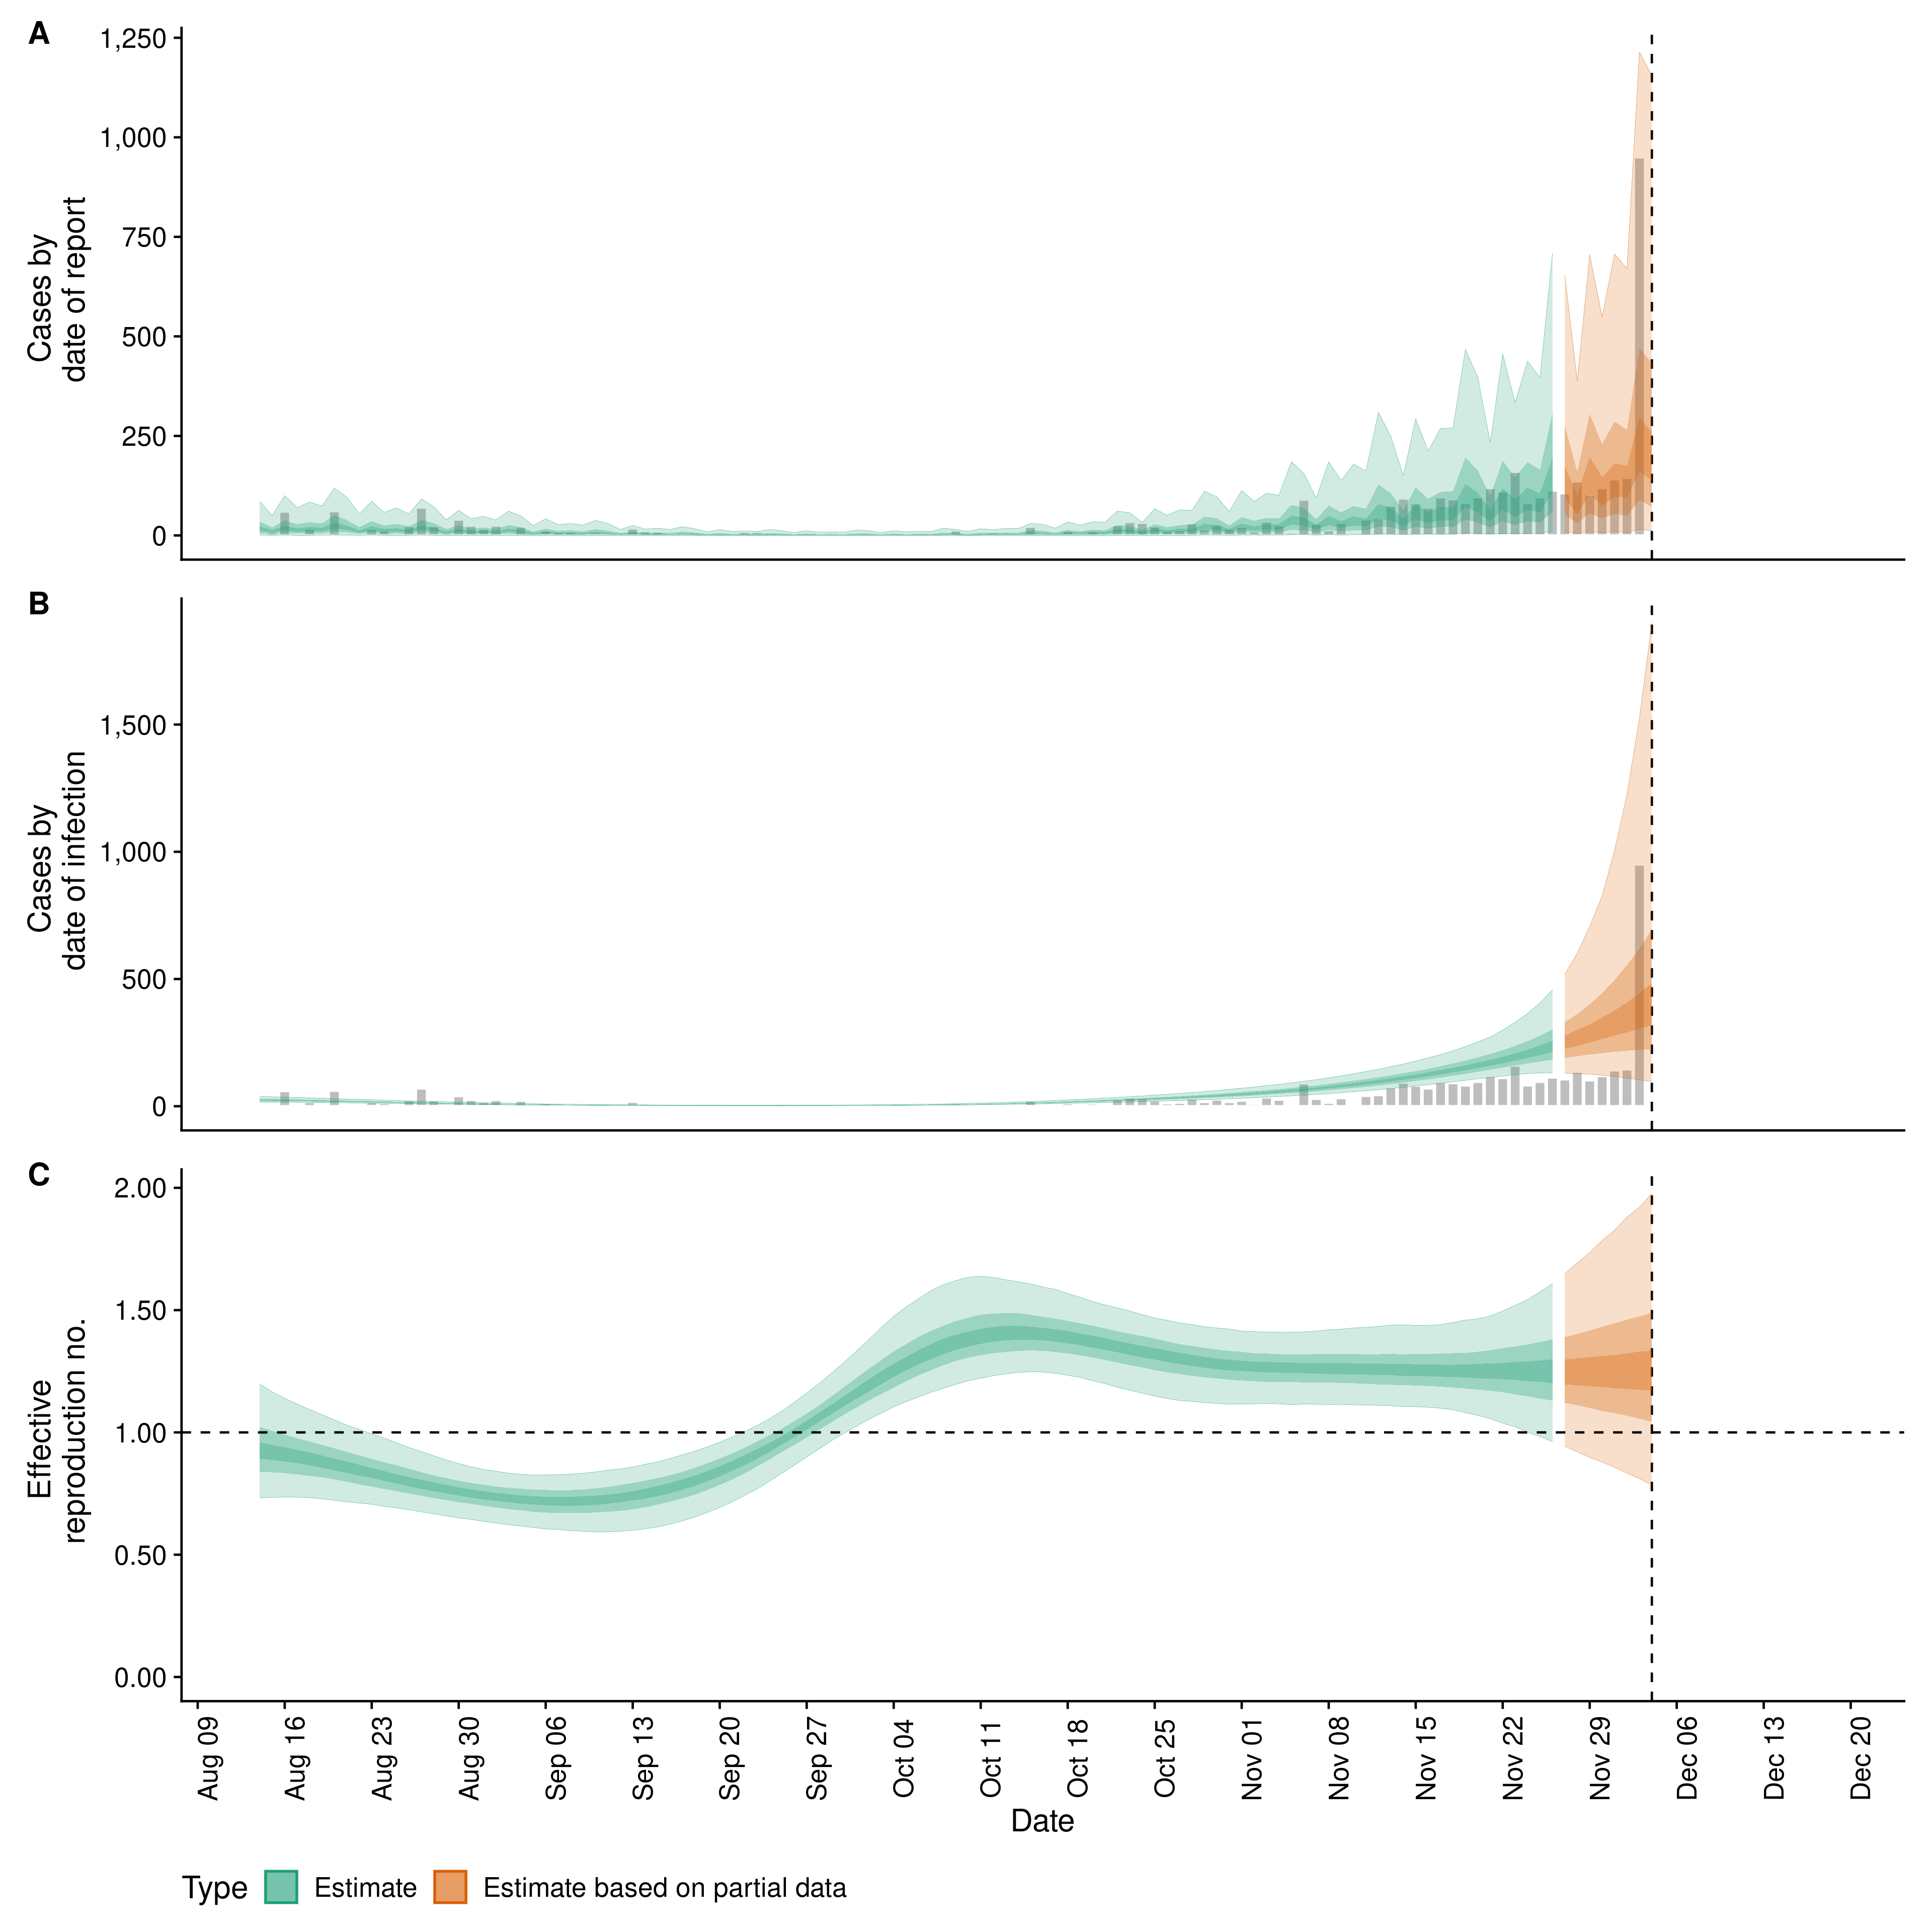 A
Cases by
date of report
1,250
1,000
750
500
250
0
B
Cases by
date of infection
1,500
1,000
500
0
C
Effective
reproduction no.
2.00
1.50
1.00
0.50
0.00
Aug 09
Aug 16
Aug 23
Aug 30
Sep 06
Sep 13
Sep 20
Sep 27
Oct 04
Oct 11
Oct 18
Oct 25
Nov 01
Nov 08
Nov 15
Nov 22
Nov 29
Dec 06
Dec 13
Dec 20
Date
Type Estimate Estimate based on partial data